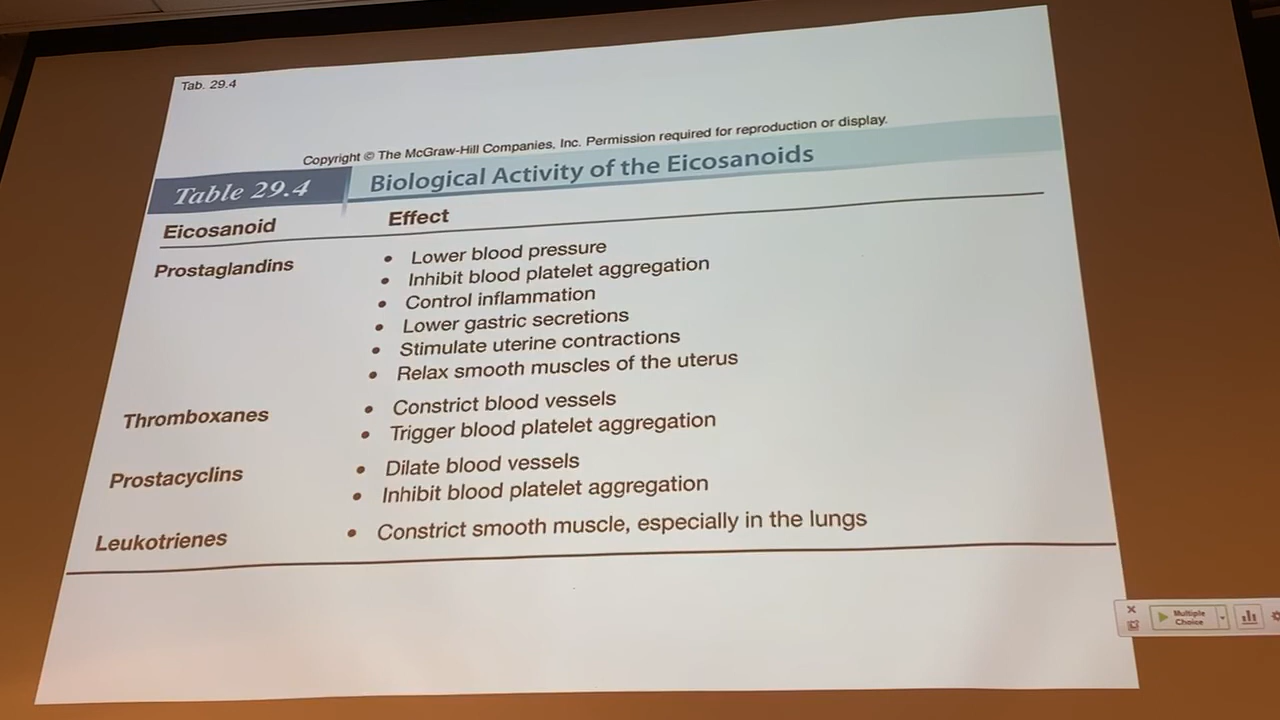 Tab. 29.4
Copyright © The McGraw-Hill Companies, Inc. Permission required for reproduction or display.
Table 29.4 Biological Activity of the Eicosanoids
Eicosanoid Effect
Prostaglandins • Lower blood pressure
• Inhibit blood platelet aggregation
• Control inflammation
• Lower gastric secretions
• Stimulate uterine contractions
• Relax smooth muscles of the uterus
Thromboxanes • Constrict blood vessels
• Trigger blood platelet aggregation
Prostacyclins • Dilate blood vessels
• Inhibit blood platelet aggregation
Leukotrienes • Constrict smooth muscle, especially in the lungs
Multiple
Choice